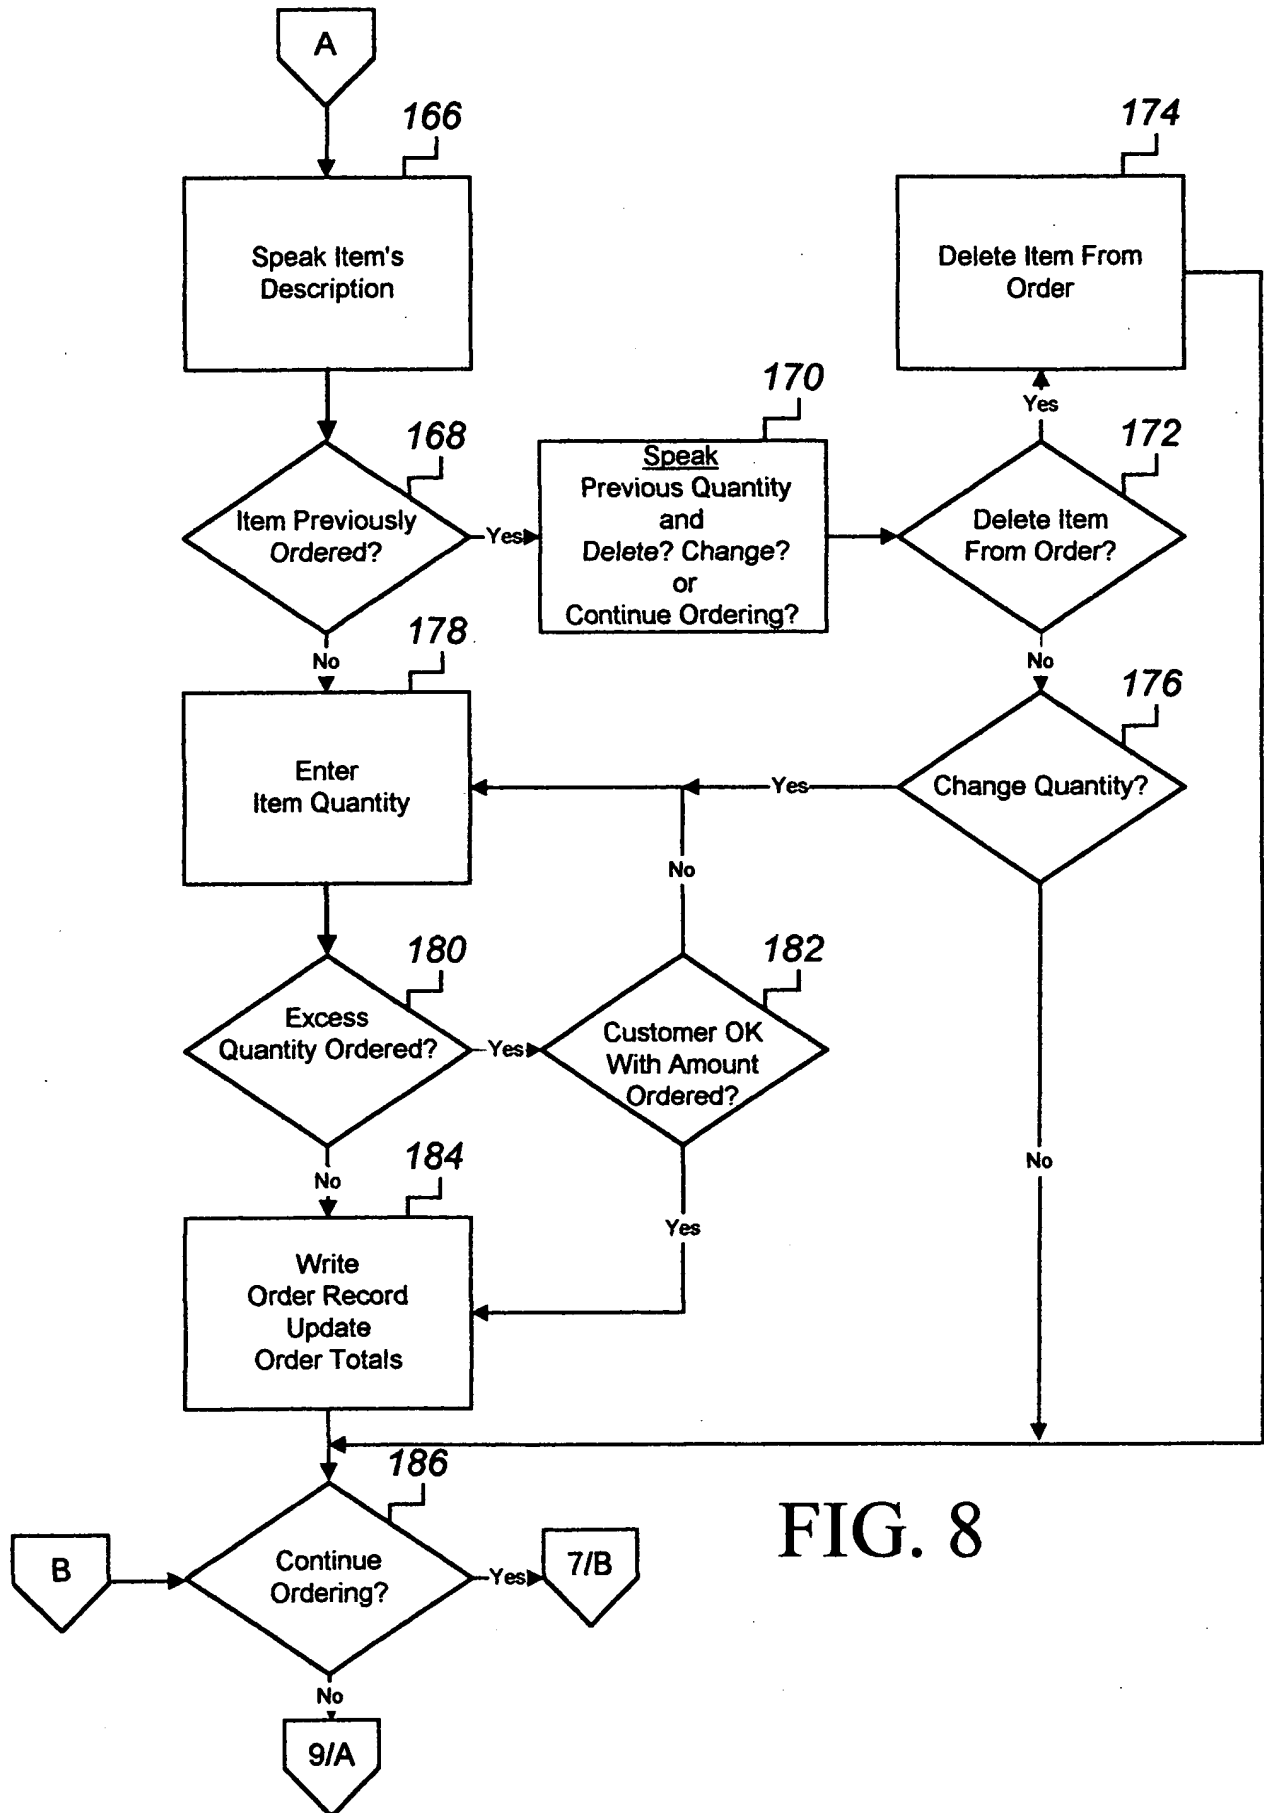 A
166
174
Speak Item's
Description
Delete Item From
Order
170
Yes
168
172
Speak
Previous Quantity
and
Delete? Change?
or
Continue Ordering?
Item Previously
Ordered?
Yes
Delete Item
From Order?
178
No
No
176
Enter
Item Quantity
Yes
Change Quantity?
No
180
182
Excess
Quantity Ordered?
Yes
Customer OK
With Amount
Ordered?
184
No
No
Yes
Write
Order Record
Update
Order Totals
186
FIG. 8
B
Continue
Ordering?
Yes
7/B
No
9/A